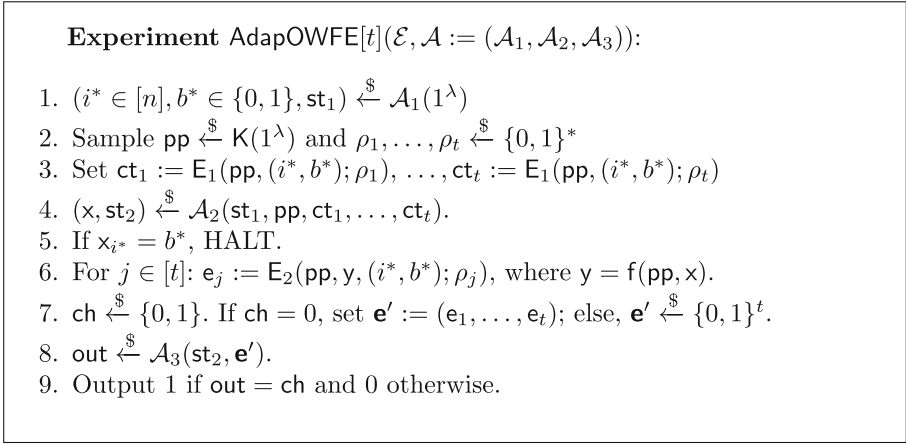 Experiment AdapOWFE[t](ℰ, 𝒜 := (𝒜₁, 𝒜₂, 𝒜₃)):
1. (i* ∈ [n], b* ∈ {0, 1}, st₁) ←$ 𝒜₁(1^λ)
2. Sample pp ←$ K(1^λ) and ρ₁, . . . , ρₜ ←$ {0, 1}*
3. Set ct₁ := E₁(pp, (i*, b*); ρ₁), . . . , ctₜ := E₁(pp, (i*, b*); ρₜ)
4. (x, st₂) ←$ 𝒜₂(st₁, pp, ct₁, . . . , ctₜ).
5. If x_{i*} = b*, HALT.
6. For j ∈ [t]: eⱼ := E₂(pp, y, (i*, b*); ρⱼ), where y = f(pp, x).
7. ch ←$ {0, 1}. If ch = 0, set e′ := (e₁, . . . , eₜ); else, e′ ←$ {0, 1}^t.
8. out ←$ 𝒜₃(st₂, e′).
9. Output 1 if out = ch and 0 otherwise.